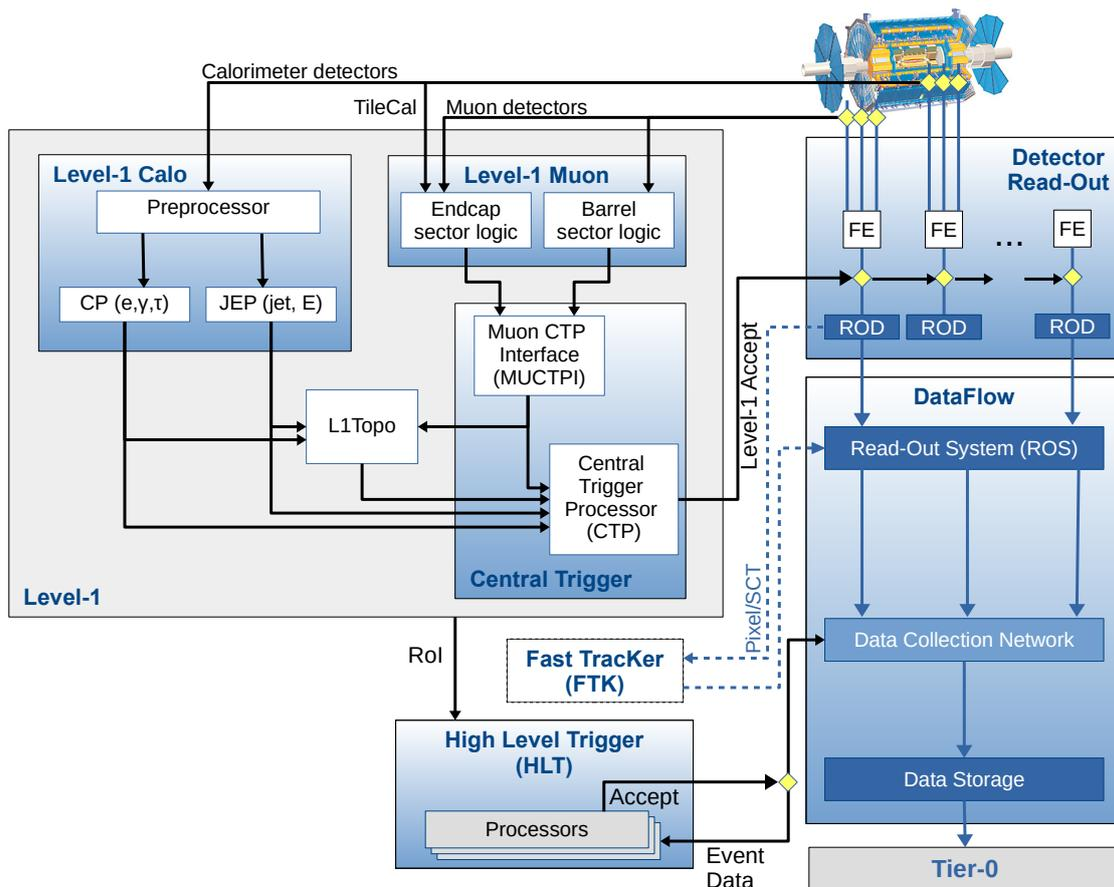 Calorimeter detectors
TileCal
Muon detectors
Level-1 Calo
Preprocessor
CP (e,γ,τ)
JEP (jet, E)
Level-1 Muon
Endcap
sector logic
Barrel
sector logic
Detector
Read-Out
FE
FE
FE
...
ROD
ROD
ROD
Muon CTP
Interface
(MUCTPI)
L1Topo
Central
Trigger
Processor
(CTP)
Central Trigger
Level-1
Level-1 Accept
Pixel/SCT
DataFlow
Read-Out System (ROS)
Data Collection Network
Data Storage
Tier-0
RoI
Fast TracKer
(FTK)
High Level Trigger
(HLT)
Accept
Processors
Event
Data